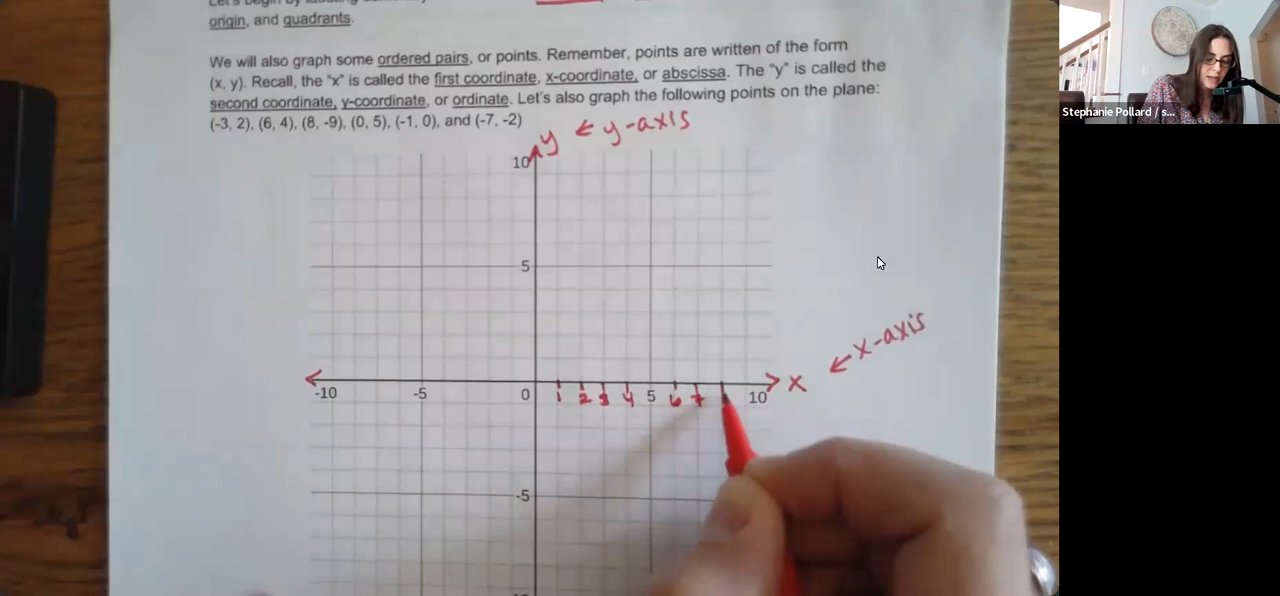 origin, and quadrants.
We will also graph some ordered pairs, or points. Remember, points are written of the form
(x, y). Recall, the "x" is called the first coordinate, x-coordinate, or abscissa. The "y" is called the
second coordinate, y-coordinate, or ordinate. Let's also graph the following points on the plane:
(-3, 2), (6, 4), (8, -9), (0, 5), (-1, 0), and (-7, -2)
y ← y-axis
10
5
← x-axis
-10 -5 0 1 2 3 4 5 6 7 10 x
-5
Stephanie Pollard / s...